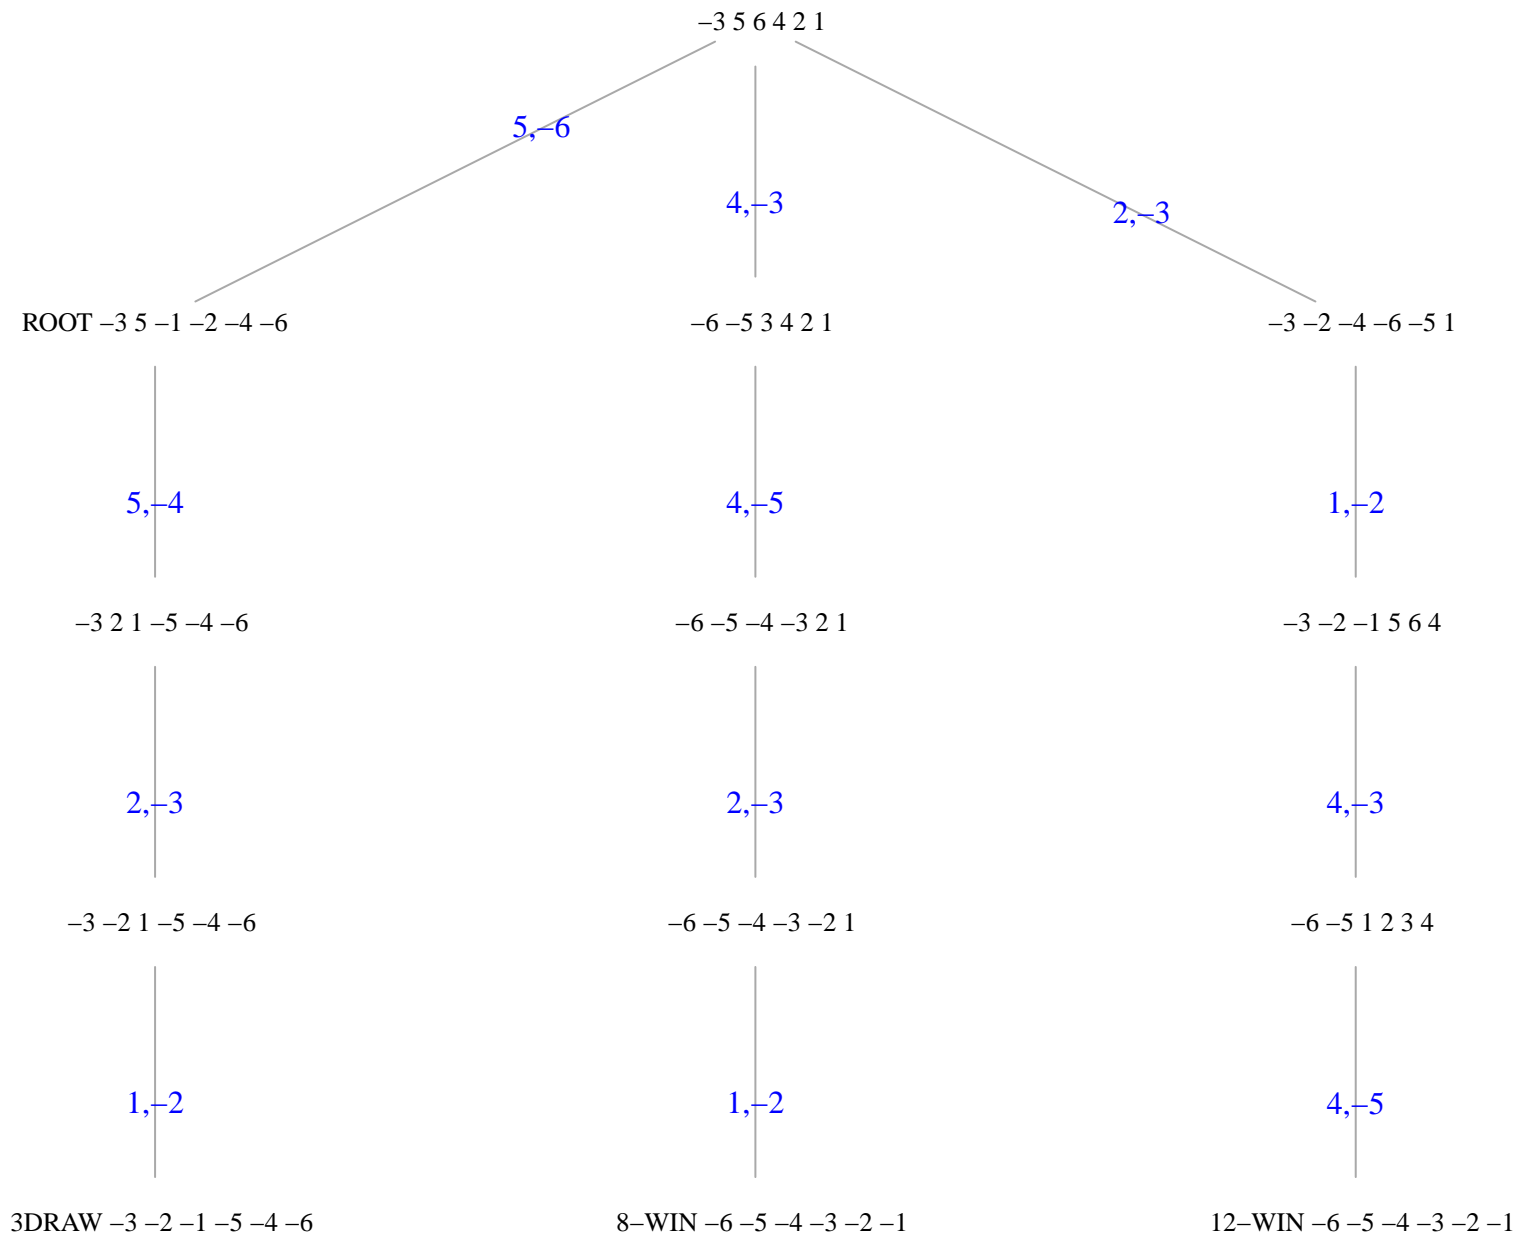 –3 5 6 4 2 1
5,–6
4,–3
2,–3
ROOT –3 5 –1 –2 –4 –6
–6 –5 3 4 2 1
–3 –2 –4 –6 –5 1
5,–4
4,–5
1,–2
–3 2 1 –5 –4 –6
–6 –5 –4 –3 2 1
–3 –2 –1 5 6 4
2,–3
2,–3
4,–3
–3 –2 1 –5 –4 –6
–6 –5 –4 –3 –2 1
–6 –5 1 2 3 4
1,–2
1,–2
4,–5
3DRAW –3 –2 –1 –5 –4 –6
8–WIN –6 –5 –4 –3 –2 –1
12–WIN –6 –5 –4 –3 –2 –1